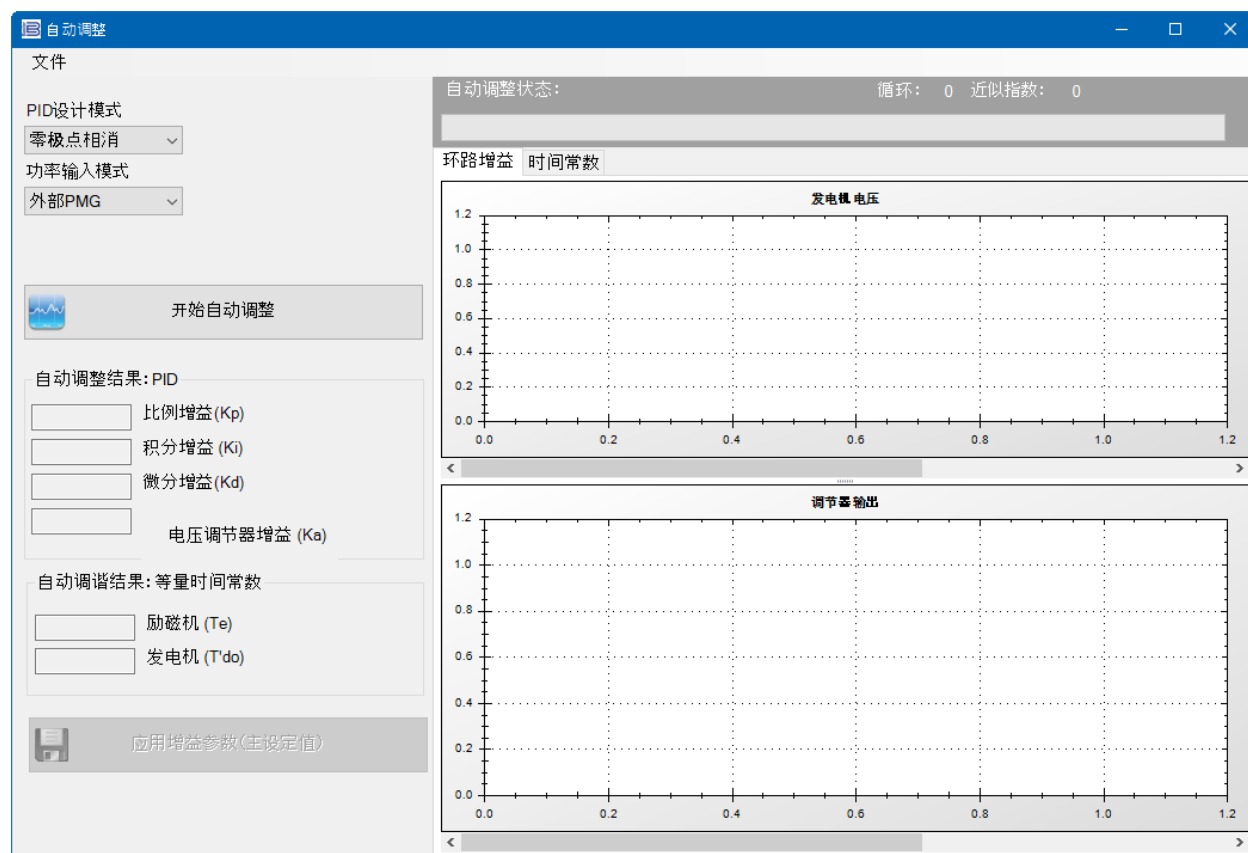 自动调整
文件
PID设计模式
零极点相消
功率输入模式
外部PMG
开始自动调整
自动调整结果:PID
比例增益(Kp)
积分增益 (Ki)
微分增益(Kd)
电压调节器增益 (Ka)
自动调谐结果:等量时间常数
励磁机 (Te)
发电机 (T'do)
应用增益参数(主设定值)
自动调整状态: 循环: 0 近似指数: 0
环路增益 时间常数
发电机电压
1.2
1.0
0.8
0.6
0.4
0.2
0.0
0.0 0.2 0.4 0.6 0.8 1.0 1.2
调节器输出
1.2
1.0
0.8
0.6
0.4
0.2
0.0
0.0 0.2 0.4 0.6 0.8 1.0 1.2